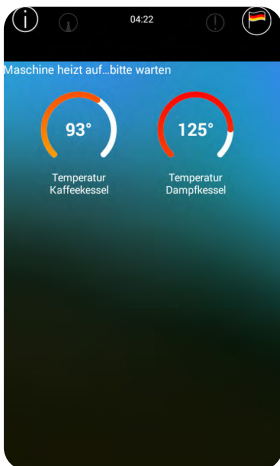 i
04:22
Maschine heizt auf...bitte warten
93°
125°
Temperatur
Kaffeekessel
Temperatur
Dampfkessel